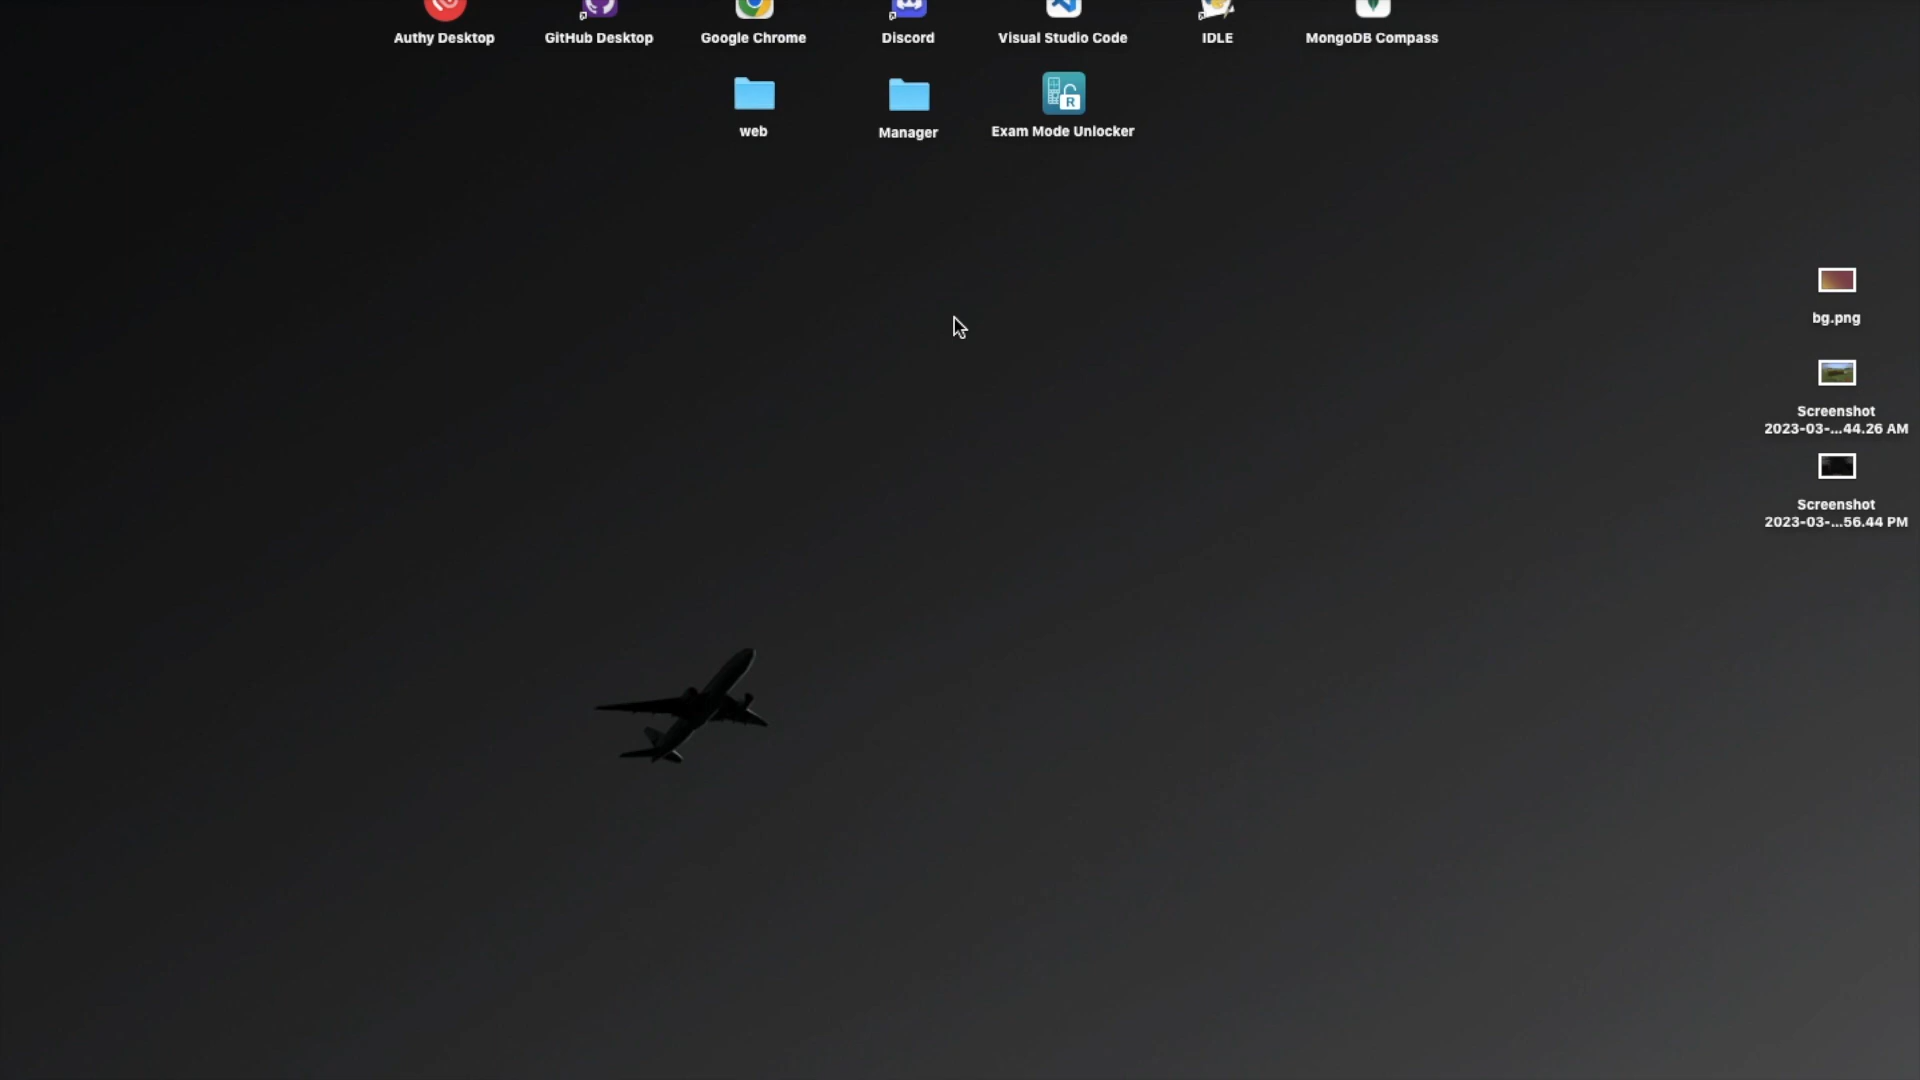 Authy Desktop
GitHub Desktop
Google Chrome
Discord
Visual Studio Code
IDLE
MongoDB Compass
web
Manager
R
Exam Mode Unlocker
bg.png
Screenshot
2023-03-...44.26 AM
Screenshot
2023-03-...56.44 PM